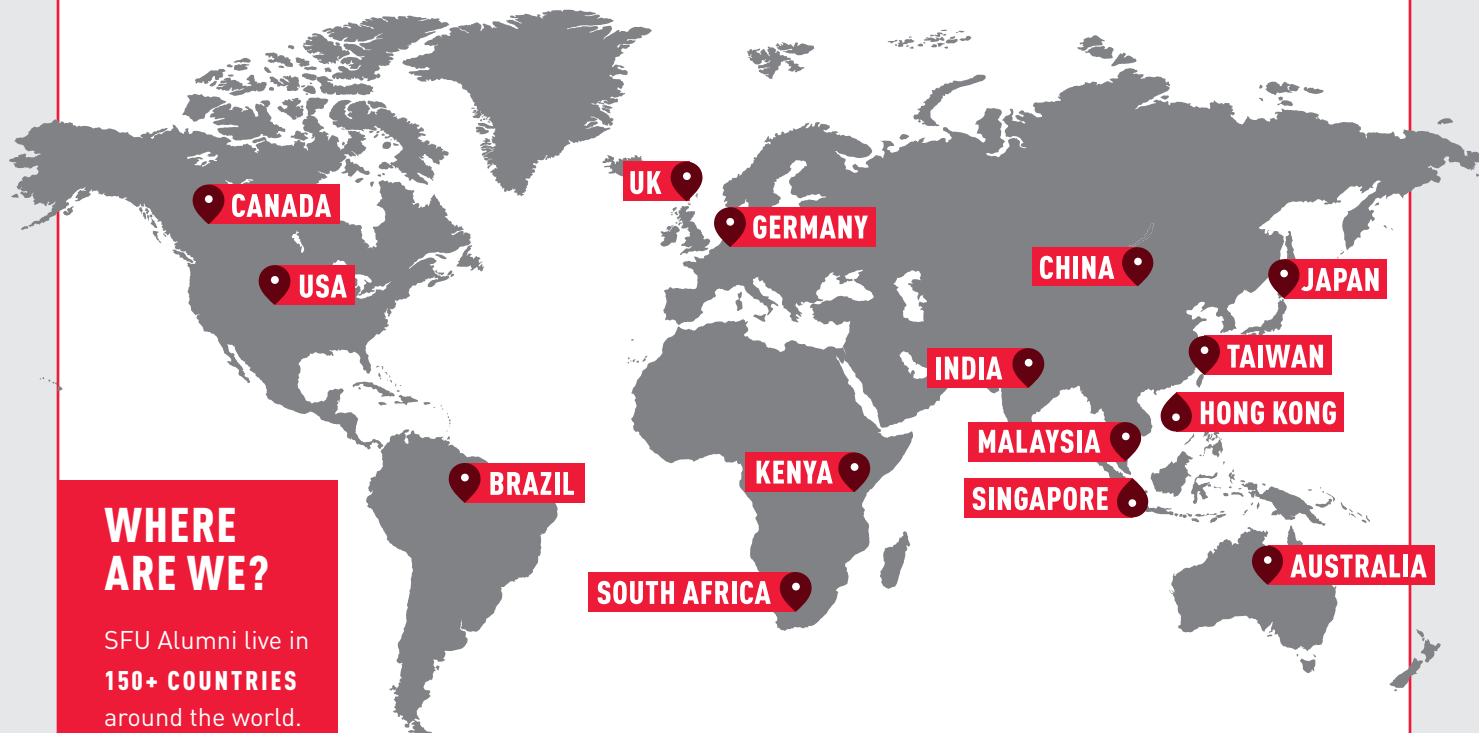 UK
CANADA
GERMANY
CHINA
USA
JAPAN
TAIWAN
INDIA
HONG KONG
MALAYSIA
KENYA
BRAZIL
SINGAPORE
AUSTRALIA
SOUTH AFRICA
WHERE
ARE WE?
SFU Alumni live in
150+ COUNTRIES
around the world.